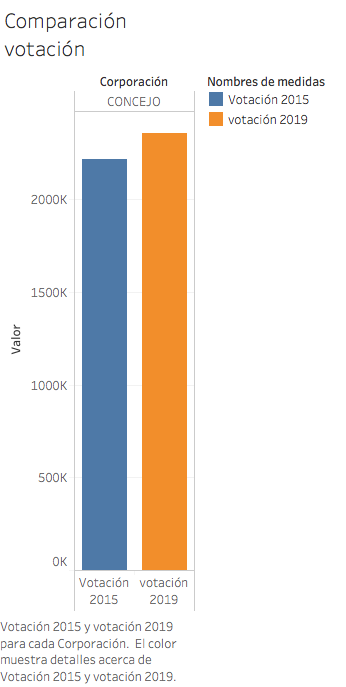 Comparación
votación
Corporación
CONCEJO
Nombres de medidas
Votación 2015
votación 2019
2000K
1500K
1000K
500K
0K
Valor
Votación
2015
votación
2019
Votación 2015 y votación 2019
para cada Corporación. El color
muestra detalles acerca de
Votación 2015 y votación 2019.